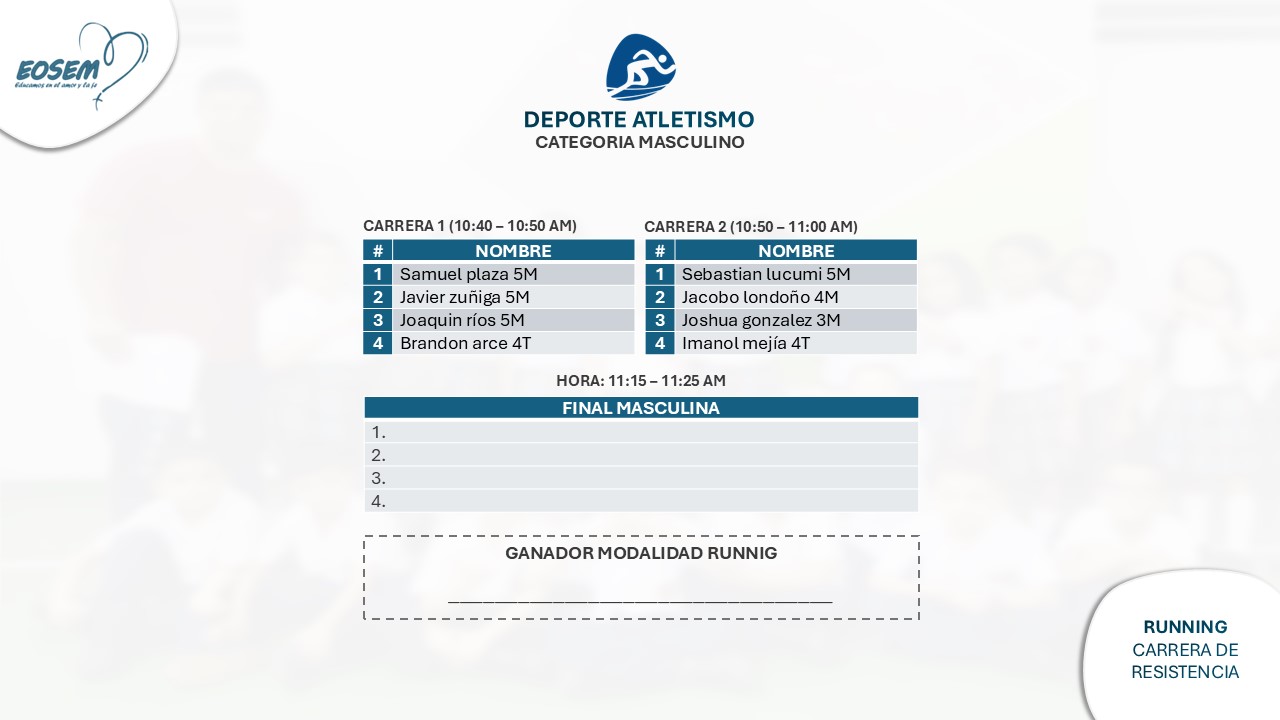 EOSEM
Educamos en el amor y la fe
DEPORTE ATLETISMO
CATEGORIA MASCULINO
CARRERA 1 (10:40 – 10:50 AM)
# NOMBRE
1 Samuel plaza 5M
2 Javier zuñiga 5M
3 Joaquin ríos 5M
4 Brandon arce 4T
CARRERA 2 (10:50 – 11:00 AM)
# NOMBRE
1 Sebastian lucumi 5M
2 Jacobo londoño 4M
3 Joshua gonzalez 3M
4 Imanol mejía 4T
HORA: 11:15 – 11:25 AM
FINAL MASCULINA
1.
2.
3.
4.
GANADOR MODALIDAD RUNNIG
RUNNING
CARRERA DE
RESISTENCIA